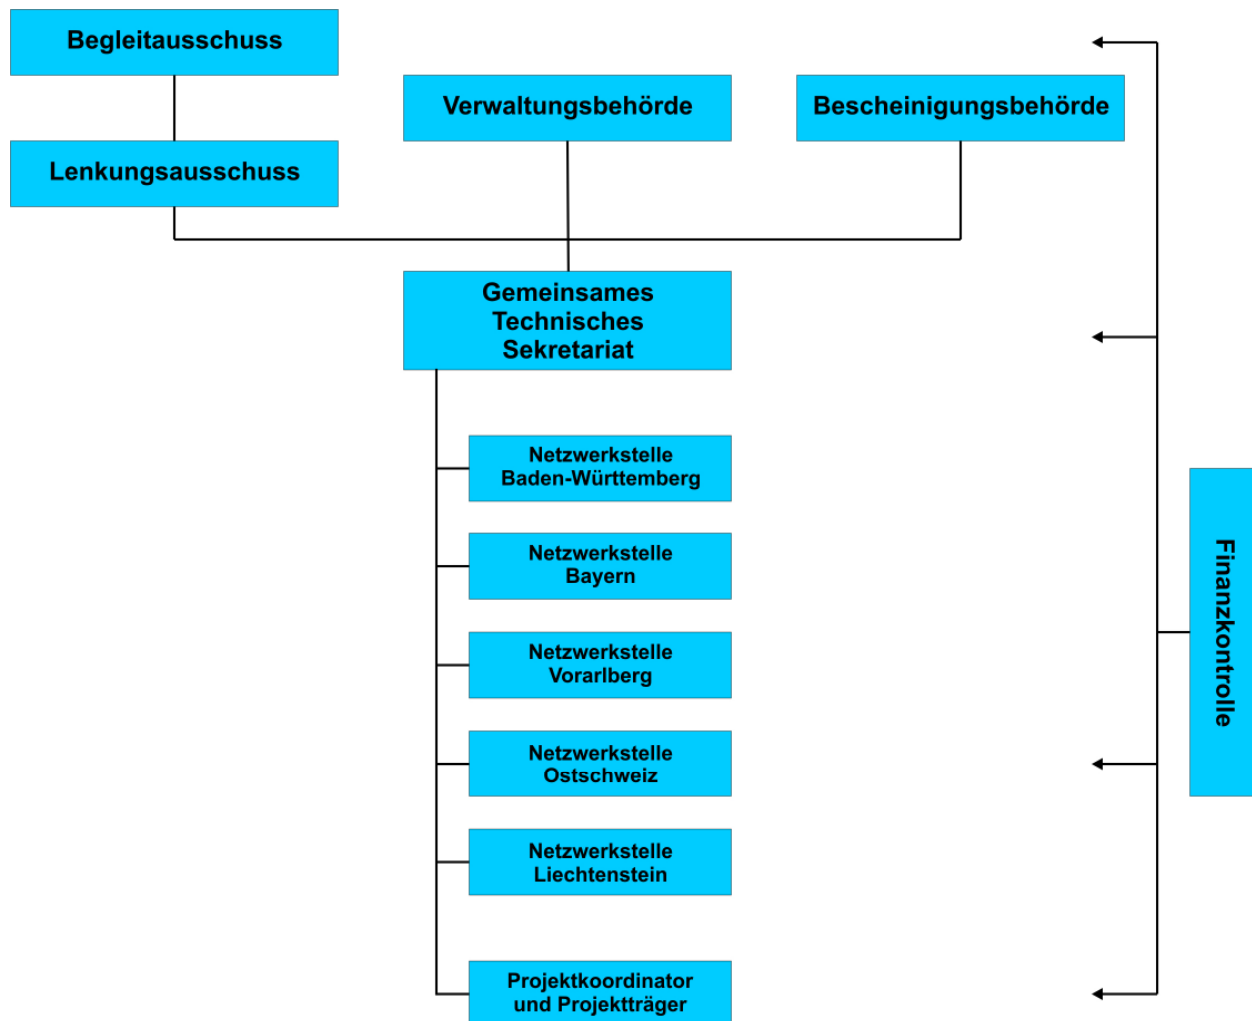 Begleitausschuss
Verwaltungsbehörde
Bescheinigungsbehörde
Lenkungsausschuss
Gemeinsames
Technisches
Sekretariat
Netzwerkstelle
Baden-Württemberg
Netzwerkstelle
Bayern
Netzwerkstelle
Vorarlberg
Netzwerkstelle
Ostschweiz
Netzwerkstelle
Liechtenstein
Projektkoordinator
und Projektträger
Finanzkontrolle